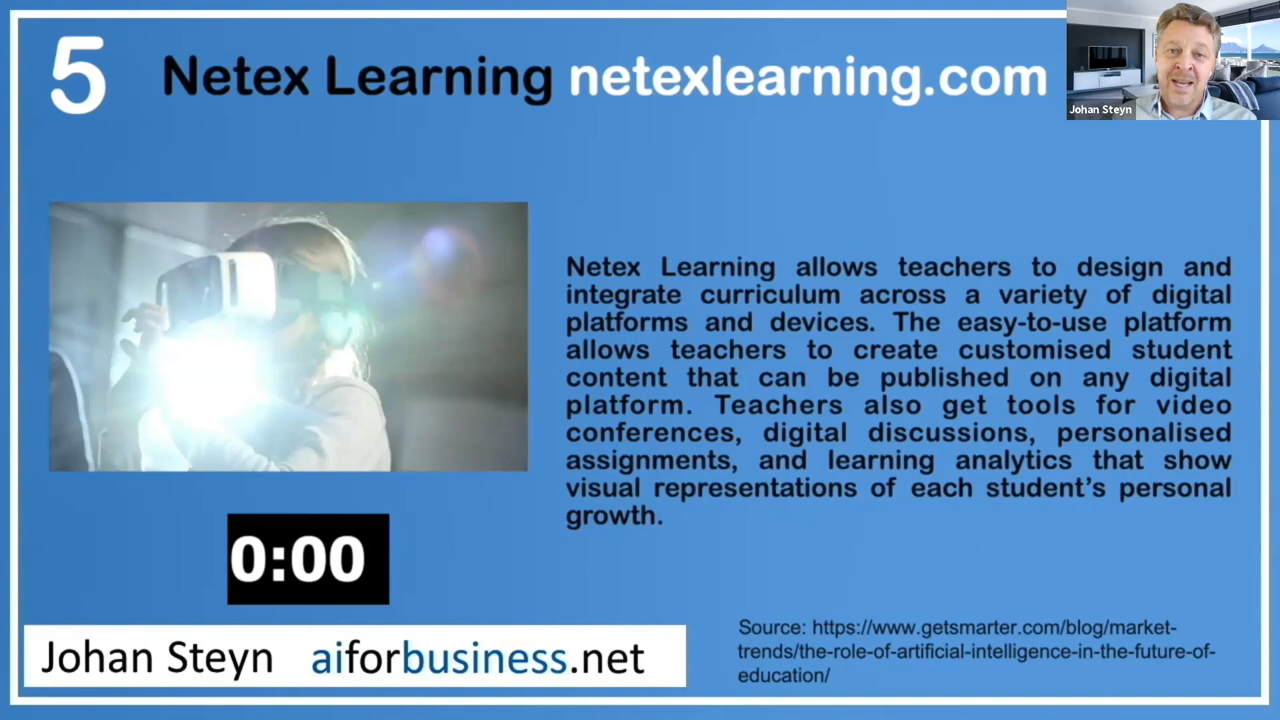 5 Netex Learning netexlearning.com
Johan Steyn
Netex Learning allows teachers to design and
integrate curriculum across a variety of digital
platforms and devices. The easy-to-use platform
allows teachers to create customised student
content that can be published on any digital
platform. Teachers also get tools for video
conferences, digital discussions, personalised
assignments, and learning analytics that show
visual representations of each student’s personal
growth.
0:00
Johan Steyn aiforbusiness.net
Source: https://www.getsmarter.com/blog/market-
trends/the-role-of-artificial-intelligence-in-the-future-of-
education/